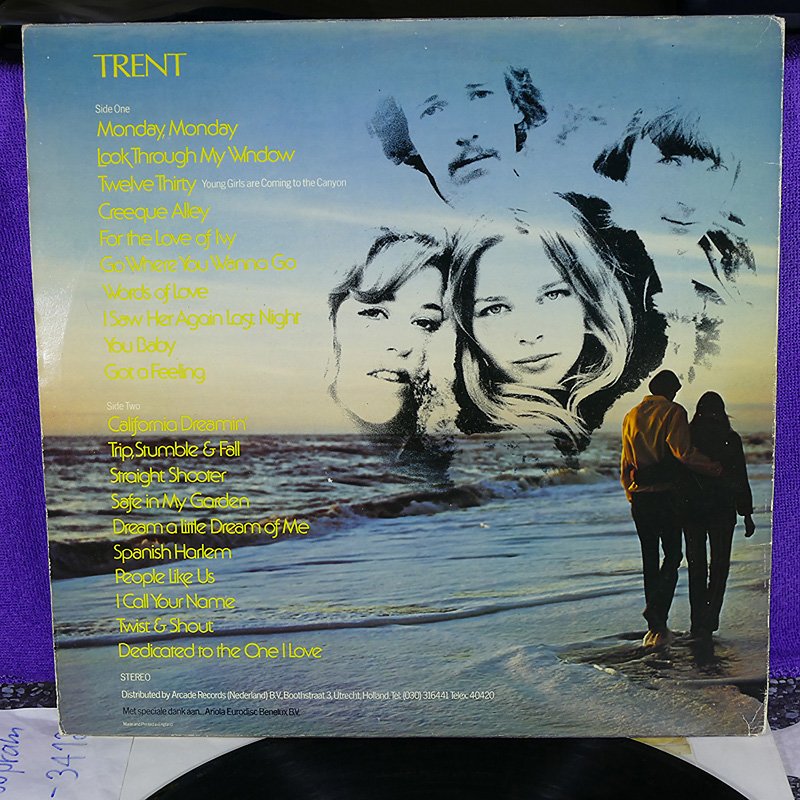 TRENT
Side One
Monday, Monday
Look Through My Window
Twelve Thirty Young Girls are Coming to the Canyon
Creeque Alley
For the Love of Ivy
Go Where You Wanna Go
Words of Love
I Saw Her Again Last Night
You Baby
Got a Feeling
Side Two
California Dreamin'
Trip, Stumble & Fall
Straight Shooter
Safe in My Garden
Dream a little Dream of Me
Spanish Harlem
People Like Us
I Call Your Name
Twist & Shout
Dedicated to the One I Love
STEREO
Distributed by Arcade Records (Nederland) B.V., Boothstraat 3, Utrecht, Holland. Tel. (030) 316441 Telex. 40420
Met speciale dank aan... Ariola Eurodisc Benelux B.V.
Made and Printed in England